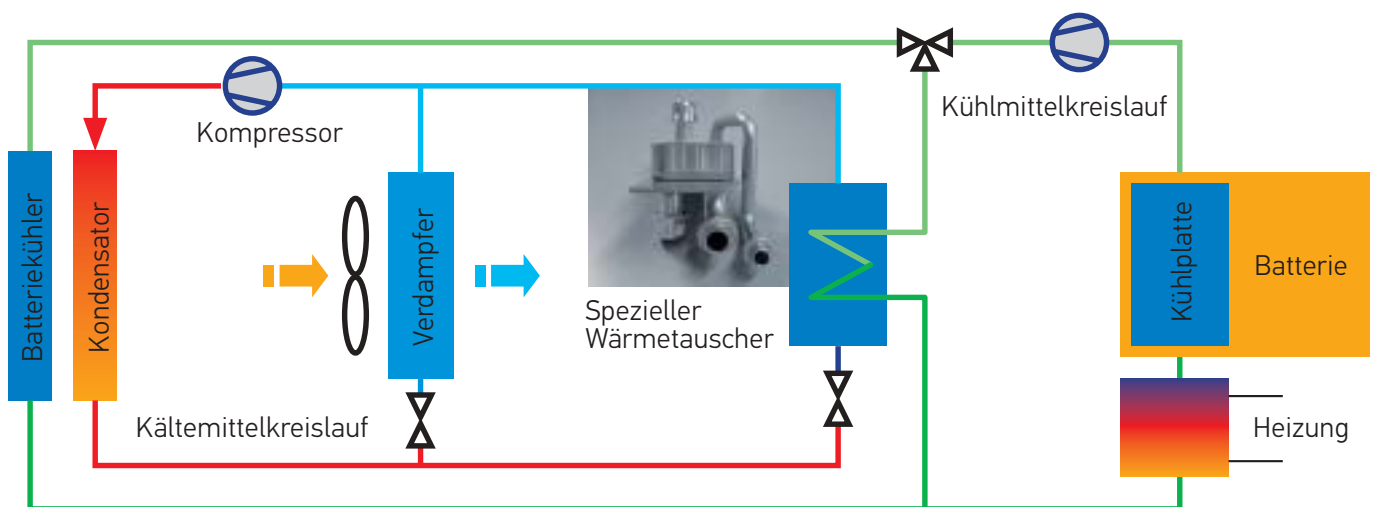 Kompressor
Kühlmittelkreislauf
Batteriekühler
Kondensator
Verdampfer
Spezieller
Wärmetauscher
Kühlplatte
Batterie
Kältemittelkreislauf
Heizung